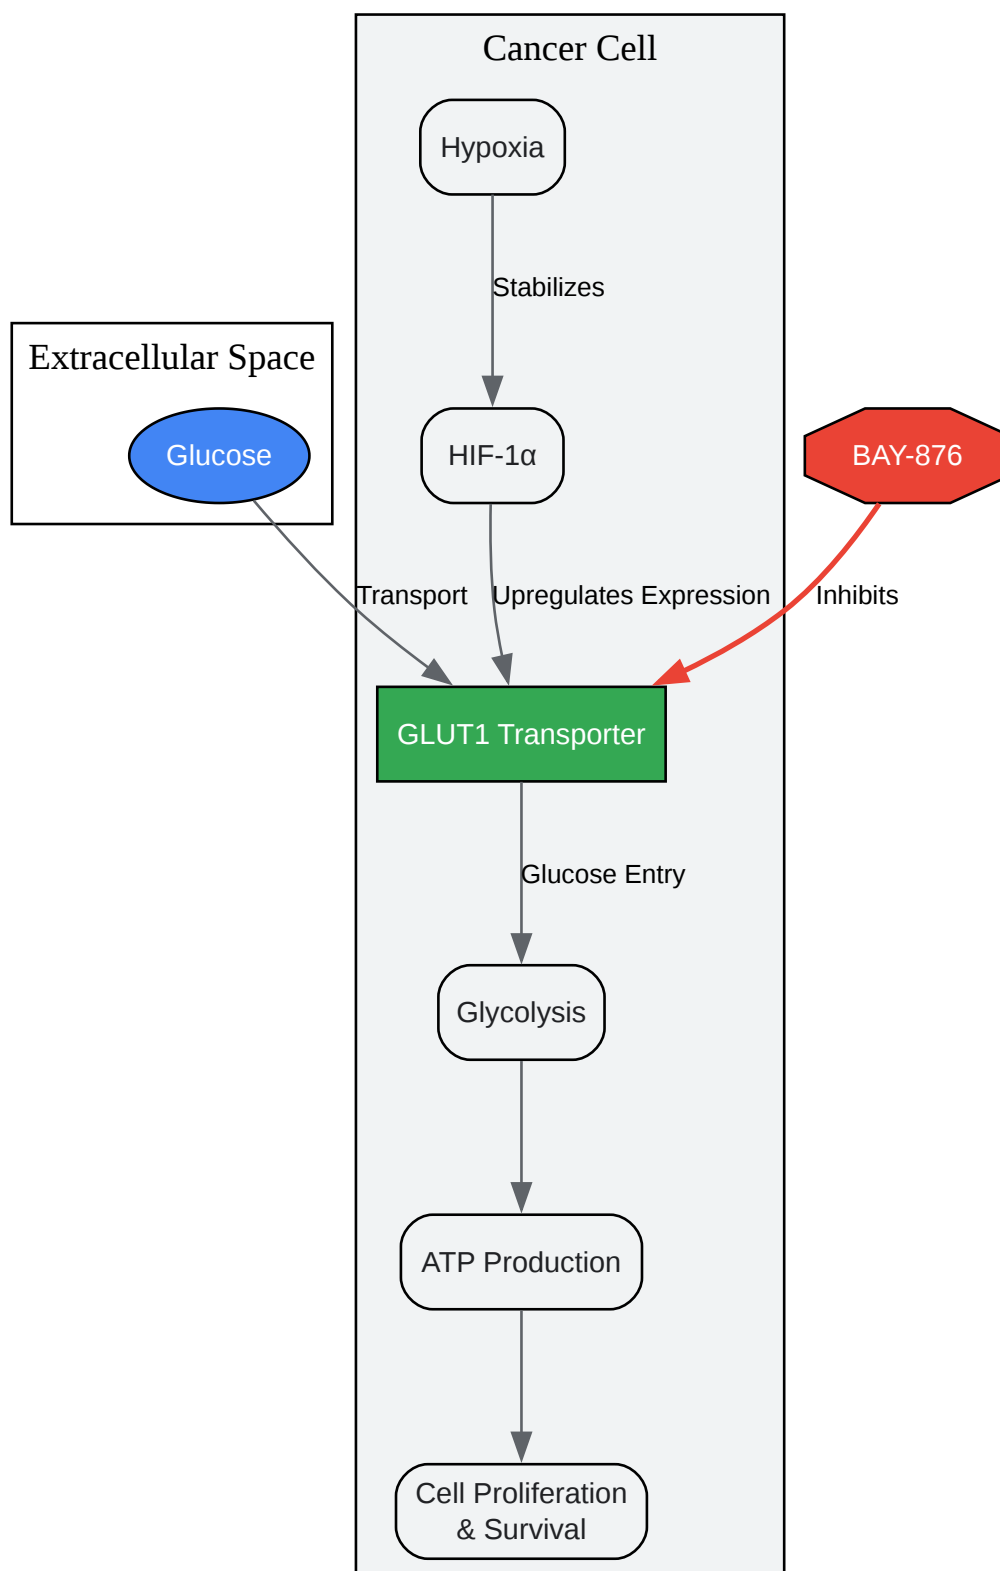 Cancer Cell
Hypoxia
Stabilizes
Extracellular Space
Glucose
HIF-1α
BAY-876
Transport
Upregulates Expression
Inhibits
GLUT1 Transporter
Glucose Entry
Glycolysis
ATP Production
Cell Proliferation
& Survival